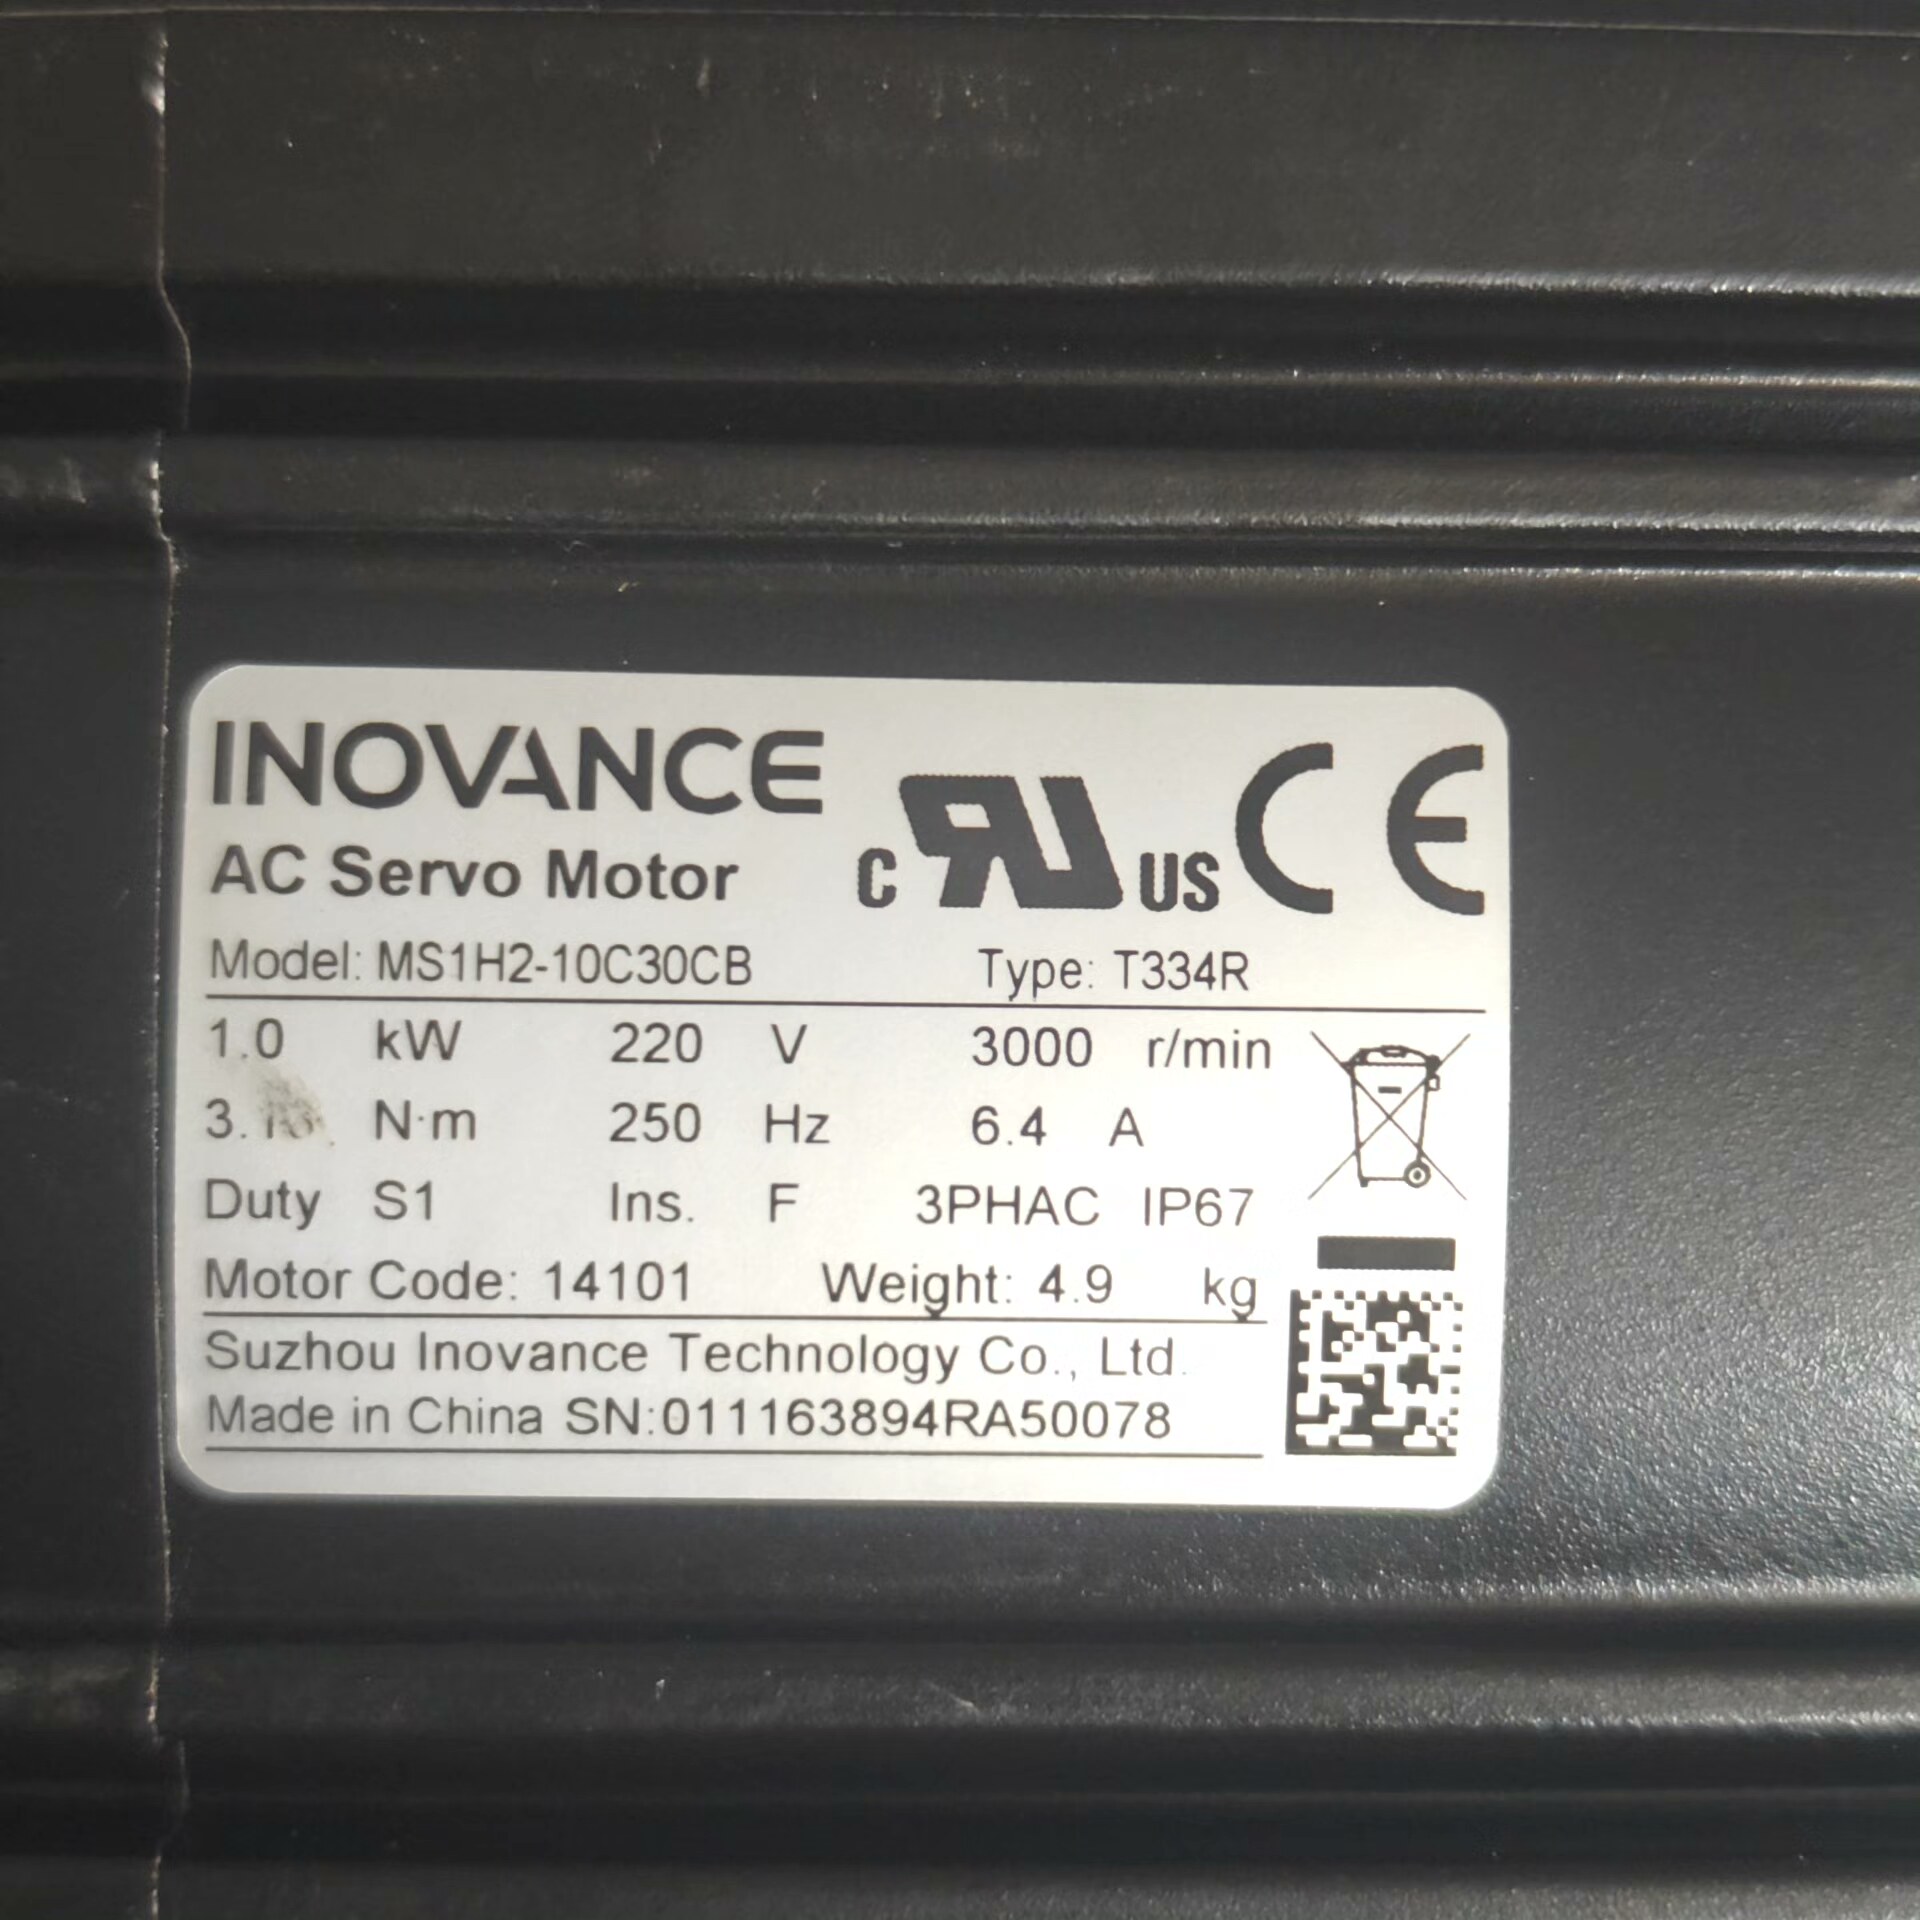 INOVANCE
AC Servo Motor
c RU US CE
Model: MS1H2-10C30CB Type: T334R
1.0 kW 220 V 3000 r/min
N·m 250 Hz 6.4 A
Duty S1 Ins. F 3PHAC IP67
Motor Code: 14101 Weight: 4.9 kg
Suzhou Inovance Technology Co., Ltd.
Made in China SN:011163894RA50078